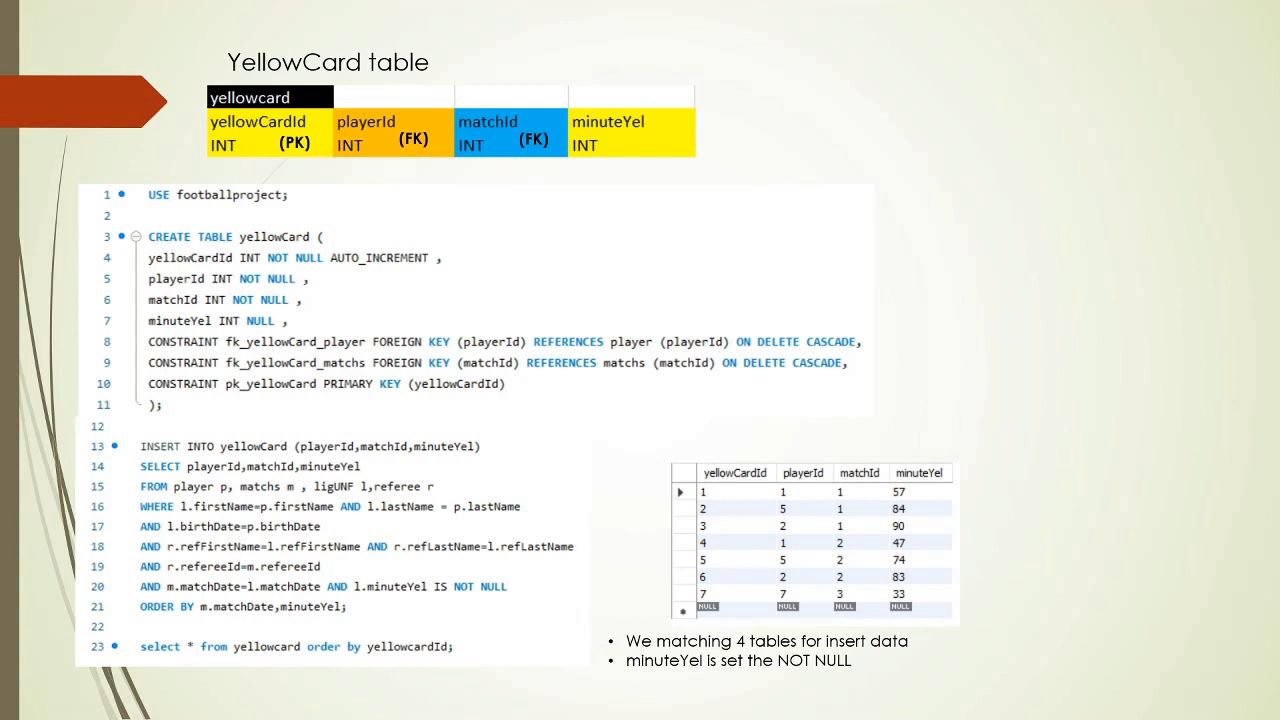 YellowCard table
yellowcard
yellowCardId playerId matchId minuteYel
INT (PK) INT (FK) INT (FK) INT
1 USE footballproject;
2
3 CREATE TABLE yellowCard (
4 yellowCardId INT NOT NULL AUTO_INCREMENT ,
5 playerId INT NOT NULL ,
6 matchId INT NOT NULL ,
7 minuteYel INT NULL ,
8 CONSTRAINT fk_yellowCard_player FOREIGN KEY (playerId) REFERENCES player (playerId) ON DELETE CASCADE,
9 CONSTRAINT fk_yellowCard_matchs FOREIGN KEY (matchId) REFERENCES matchs (matchId) ON DELETE CASCADE,
10 CONSTRAINT pk_yellowCard PRIMARY KEY (yellowCardId)
11 );
12
13 INSERT INTO yellowCard (playerId,matchId,minuteYel)
14 SELECT playerId,matchId,minuteYel
15 FROM player p, matchs m , ligUNF l,referee r
16 WHERE l.firstName=p.firstName AND l.lastName = p.lastName
17 AND l.birthDate=p.birthDate
18 AND r.refFirstName=l.refFirstName AND r.refLastName=l.refLastName
19 AND r.refereeId=m.refereeId
20 AND m.matchDate=l.matchDate AND l.minuteYel IS NOT NULL
21 ORDER BY m.matchDate,minuteYel;
22
23 select * from yellowcard order by yellowcardId;
yellowCardId playerId matchId minuteYel
1 1 1 57
2 5 1 84
3 2 1 90
4 1 2 47
5 5 2 74
6 2 2 83
7 7 3 33
NULL NULL NULL NULL
• We matching 4 tables for insert data
• minuteYel is set the NOT NULL